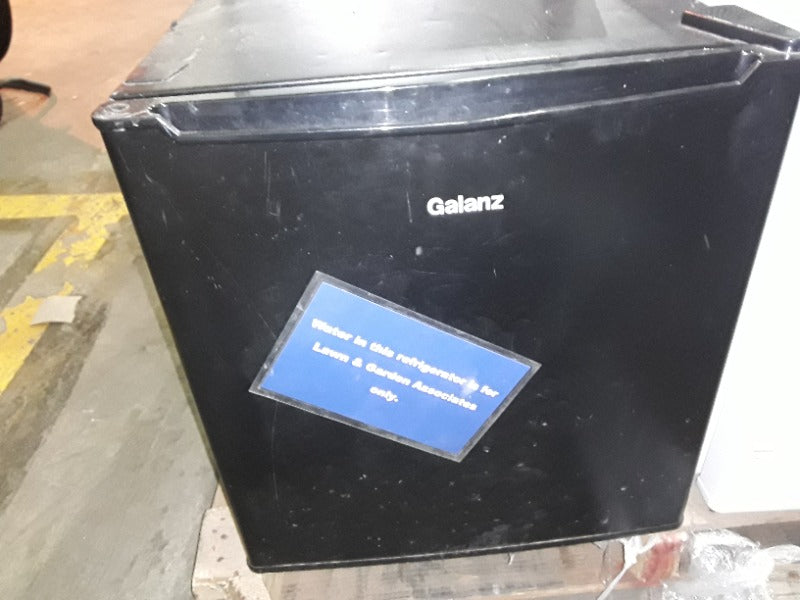 Galanz
Water in this refrigerator is for
Lawn & Garden Associates
only.